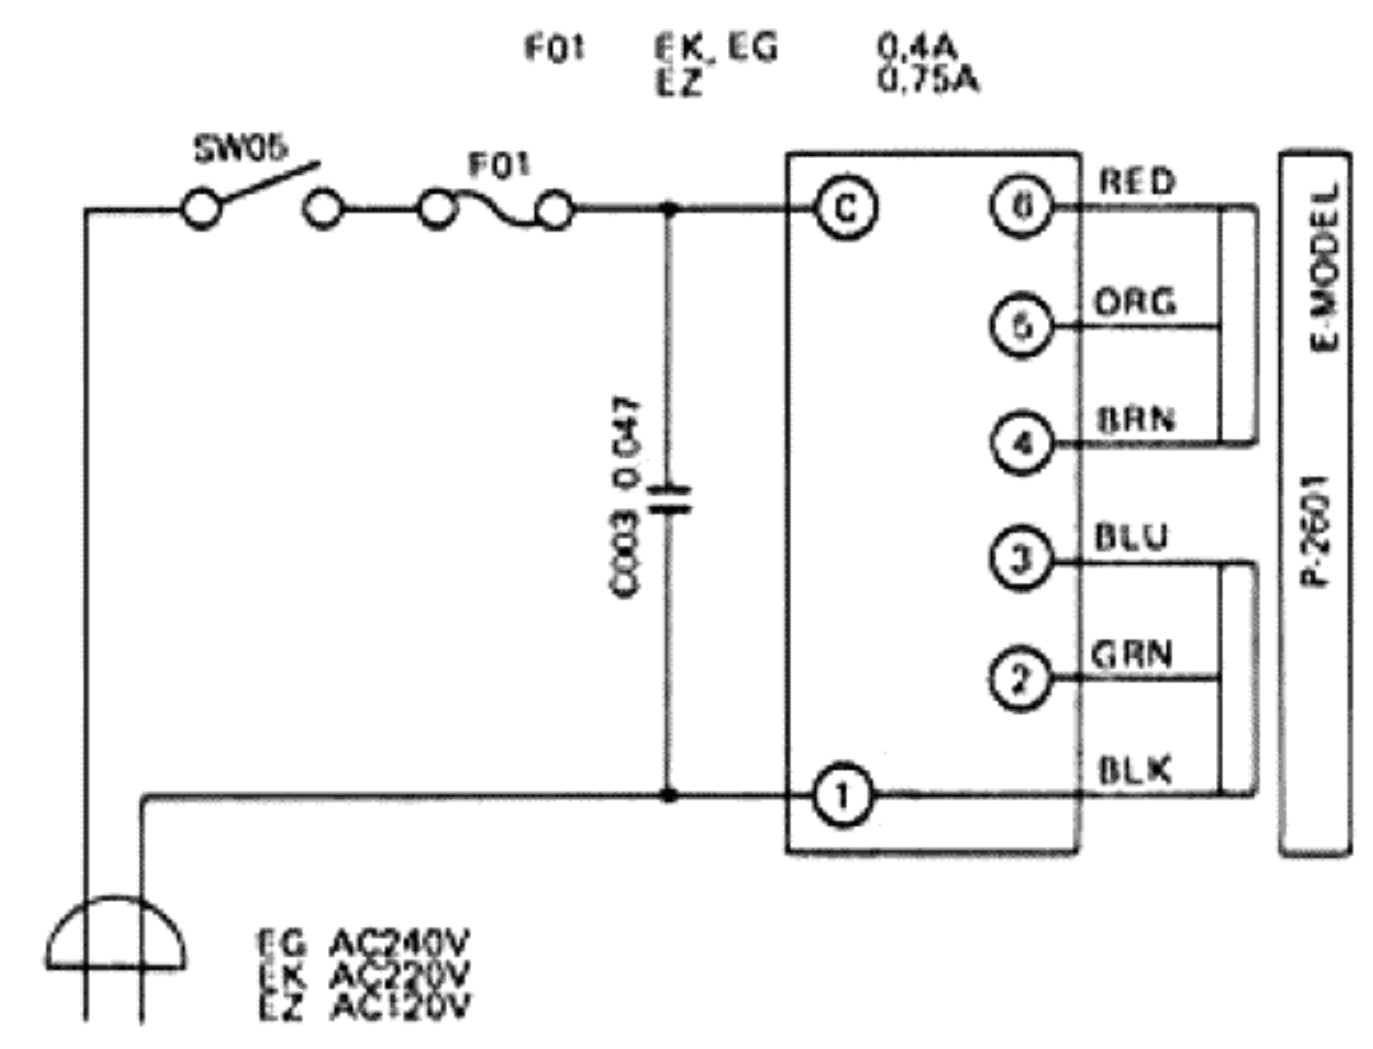 F01 EK, EG 0,4A
EZ 0,75A
SW05
F01
C
6
RED
5
ORG
4
BRN
3
BLU
2
GRN
1
BLK
C003 0.047
E-MODEL
P-2601
EG AC240V
EK AC220V
EZ AC120V